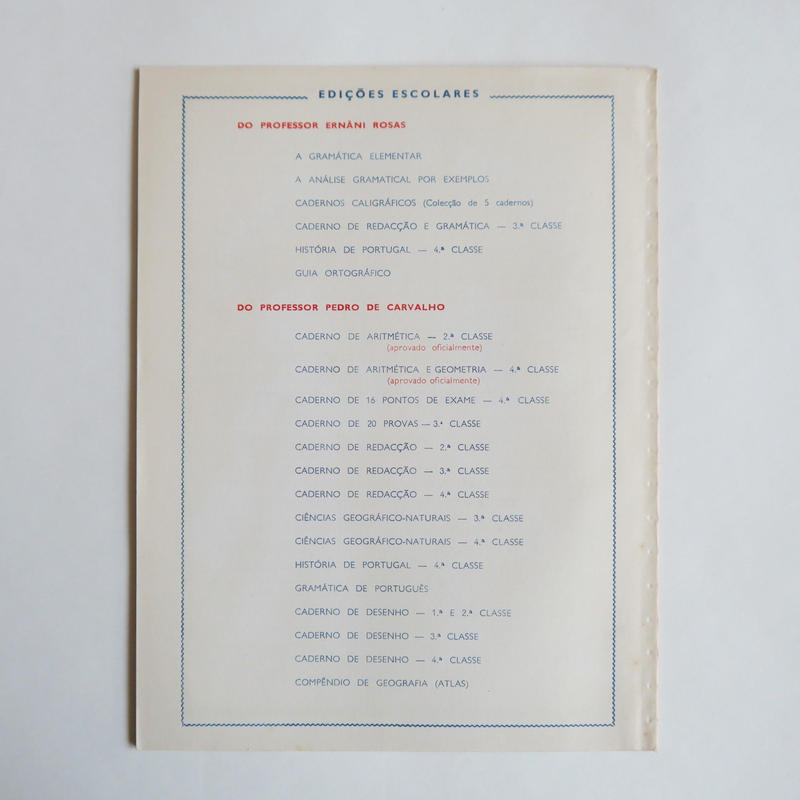 EDIÇÕES ESCOLARES
DO PROFESSOR ERNÂNI ROSAS
A GRAMÁTICA ELEMENTAR
A ANÁLISE GRAMATICAL POR EXEMPLOS
CADERNOS CALIGRÁFICOS (Colecção de 5 cadernos)
CADERNO DE REDACÇÃO E GRAMÁTICA — 3.ª CLASSE
HISTÓRIA DE PORTUGAL — 4.ª CLASSE
GUIA ORTOGRÁFICO
DO PROFESSOR PEDRO DE CARVALHO
CADERNO DE ARITMÉTICA — 2.ª CLASSE
(aprovado oficialmente)
CADERNO DE ARITMÉTICA E GEOMETRIA — 4.ª CLASSE
(aprovado oficialmente)
CADERNO DE 16 PONTOS DE EXAME — 4.ª CLASSE
CADERNO DE 20 PROVAS — 3.ª CLASSE
CADERNO DE REDACÇÃO — 2.ª CLASSE
CADERNO DE REDACÇÃO — 3.ª CLASSE
CADERNO DE REDACÇÃO — 4.ª CLASSE
CIÊNCIAS GEOGRÁFICO-NATURAIS — 3.ª CLASSE
CIÊNCIAS GEOGRÁFICO-NATURAIS — 4.ª CLASSE
HISTÓRIA DE PORTUGAL — 4.ª CLASSE
GRAMÁTICA DE PORTUGUÊS
CADERNO DE DESENHO — 1.ª E 2.ª CLASSE
CADERNO DE DESENHO — 3.ª CLASSE
CADERNO DE DESENHO — 4.ª CLASSE
COMPÊNDIO DE GEOGRAFIA (ATLAS)